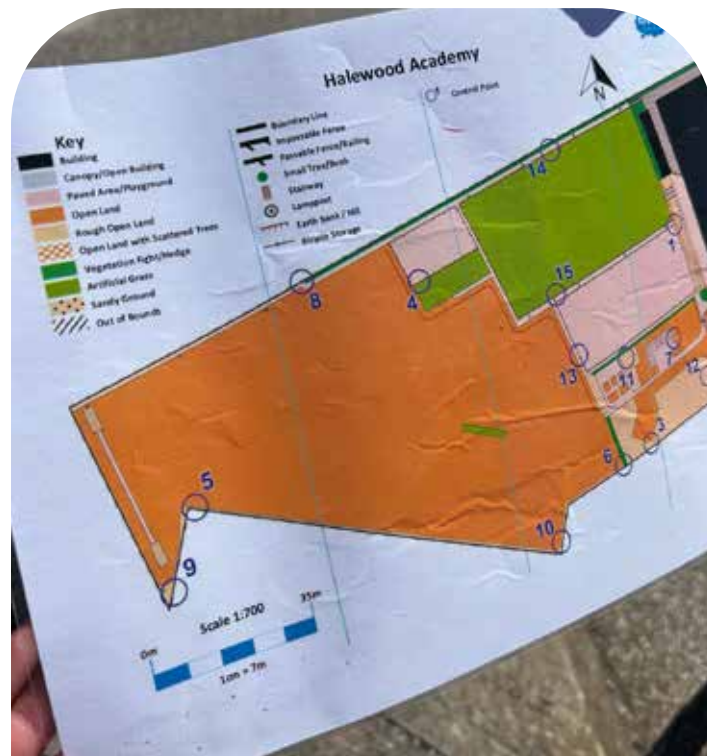 Halewood Academy
Key
Building
Canopy/Open Building
Paved Area/Playground
Open Land
Rough Open Land
Open Land with Scattered Trees
Vegetation Fight/Hedge
Artificial Grass
Sandy Ground
Out of Bounds
Boundary Line
Impassable Fence
Passable Fence/Railing
Small Tree/Bush
Stairway
Lamppost
Earth Bank / Hill
Storage
Control Point
N
14
1
8
4
15
13
11
7
12
3
6
5
10
9
Scale 1:700
0m
35m
1cm = 7m